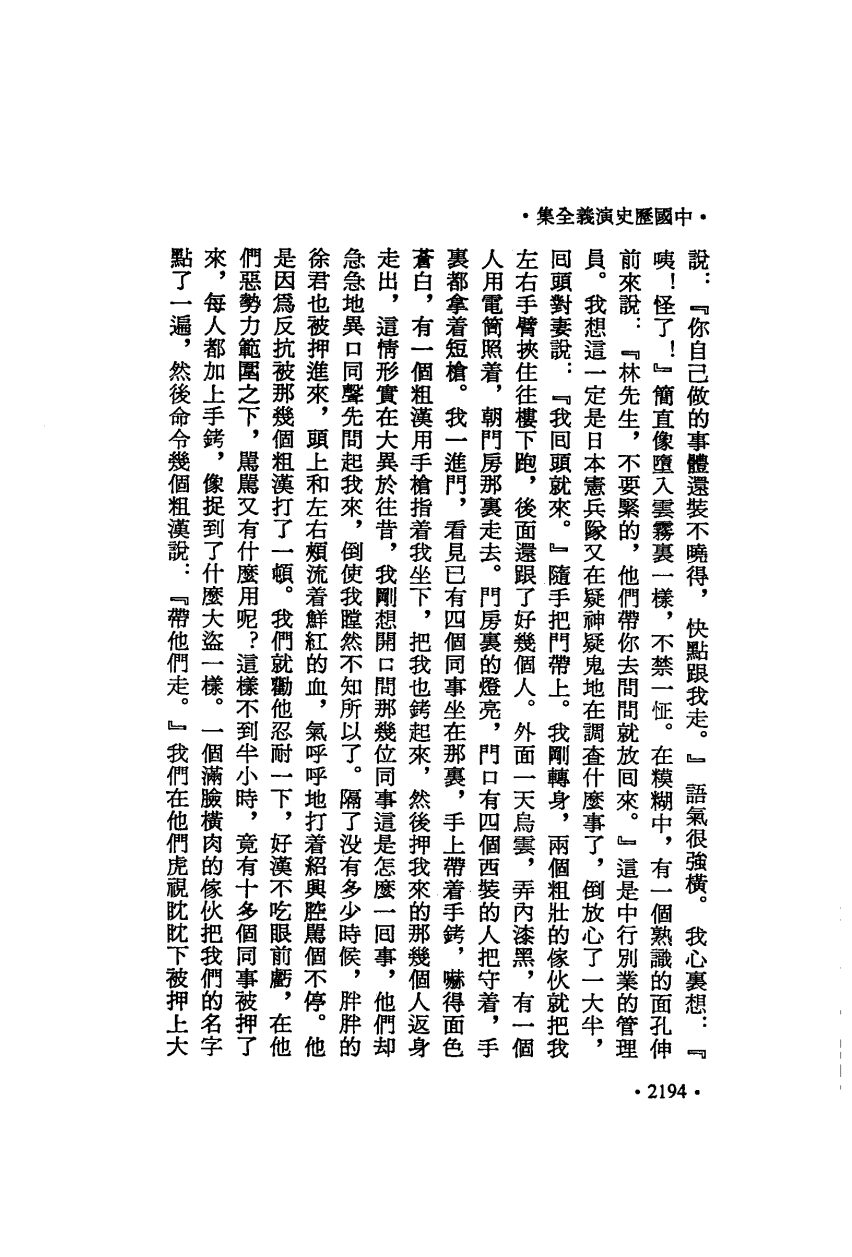 •中國歷史演義全集•
說：『你自己做的事體還裝不曉得，快點跟我走。』語氣很強橫。我心裏想：『
咦！怪了！』簡直像墮入雲霧裏一樣，不禁一怔。在糢糊中，有一個熟識的面孔伸
前來說：『林先生，不要緊的，他們帶你去問問就放囘來。』這是中行別業的管理
員。我想這一定是日本憲兵隊又在疑神疑鬼地在調查什麼事了，倒放心了一大半，
囘頭對妻說：『我囘頭就來。』隨手把門帶上。我剛轉身，兩個粗壯的傢伙就把我
左右手臂挾住往樓下跑，後面還跟了好幾個人。外面一天烏雲，弄內漆黑，有一個
人用電筒照着，朝門房那裏走去。門房裏的燈亮，門口有四個西裝的人把守着，手
裏都拿着短槍。我一進門，看見已有四個同事坐在那裏，手上帶着手銬，嚇得面色
蒼白，有一個粗漢用手槍指着我坐下，把我也銬起來，然後押我來的那幾個人返身
走出，這情形實在大異於往昔，我剛想開口問那幾位同事這是怎麼一囘事，他們却
急急地異口同聲先問起我來，倒使我瞠然不知所以了。隔了沒有多少時候，胖胖的
徐君也被押進來，頭上和左右頰流着鮮紅的血，氣呼呼地打着紹興腔罵個不停。他
是因爲反抗被那幾個粗漢打了一頓。我們就勸他忍耐一下，好漢不吃眼前虧，在他
們惡勢力範圍之下，罵罵又有什麼用呢？這樣不到半小時，竟有十多個同事被押了
來，每人都加上手銬，像捉到了什麼大盜一樣。一個滿臉橫肉的傢伙把我們的名字
點了一遍，然後命令幾個粗漢說：『帶他們走。』我們在他們虎視眈眈下被押上大
•2194•